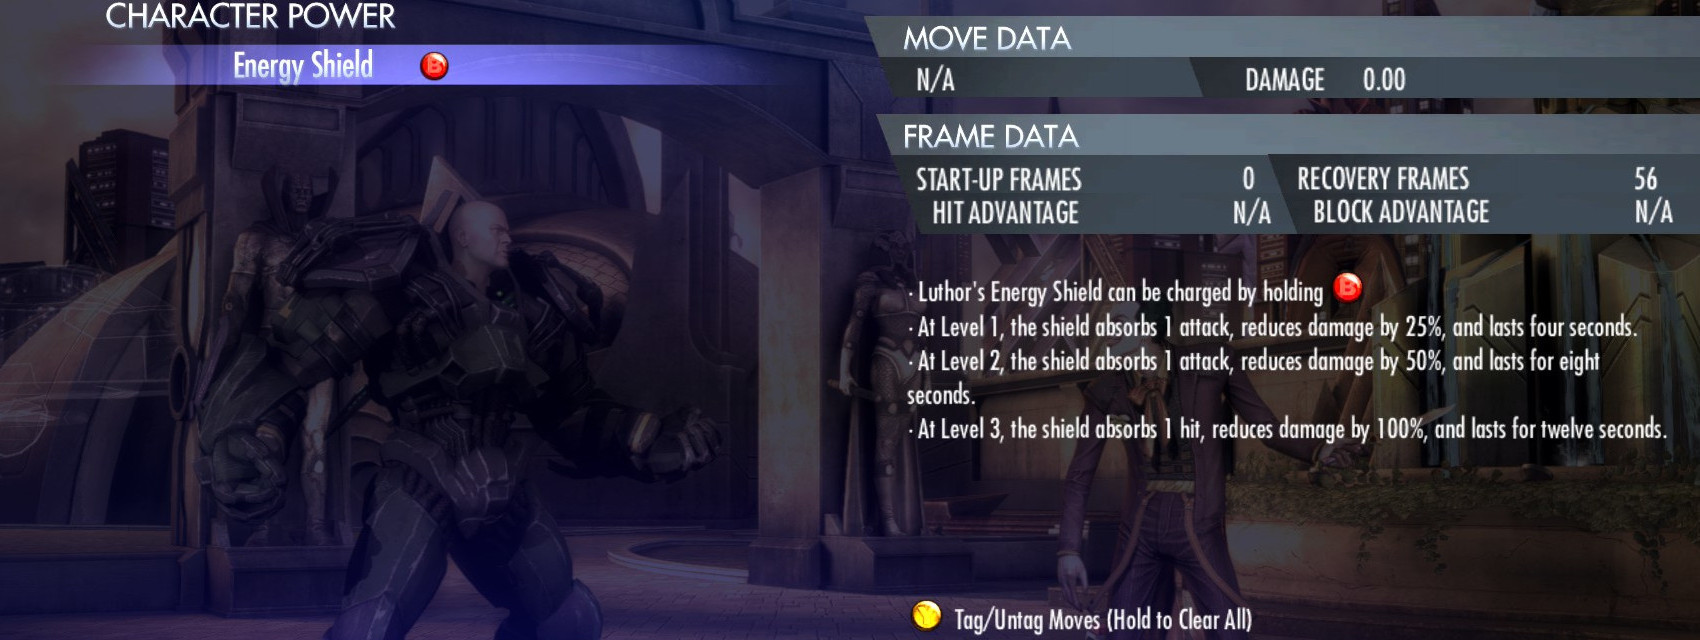 CHARACTER POWER
Energy Shield B
MOVE DATA
N/A DAMAGE 0.00
FRAME DATA
START-UP FRAMES 0 RECOVERY FRAMES 56
HIT ADVANTAGE N/A BLOCK ADVANTAGE N/A
· Luthor's Energy Shield can be charged by holding B
· At Level 1, the shield absorbs 1 attack, reduces damage by 25%, and lasts four seconds.
· At Level 2, the shield absorbs 1 attack, reduces damage by 50%, and lasts for eight
seconds.
· At Level 3, the shield absorbs 1 hit, reduces damage by 100%, and lasts for twelve seconds.
Y Tag/Untag Moves (Hold to Clear All)